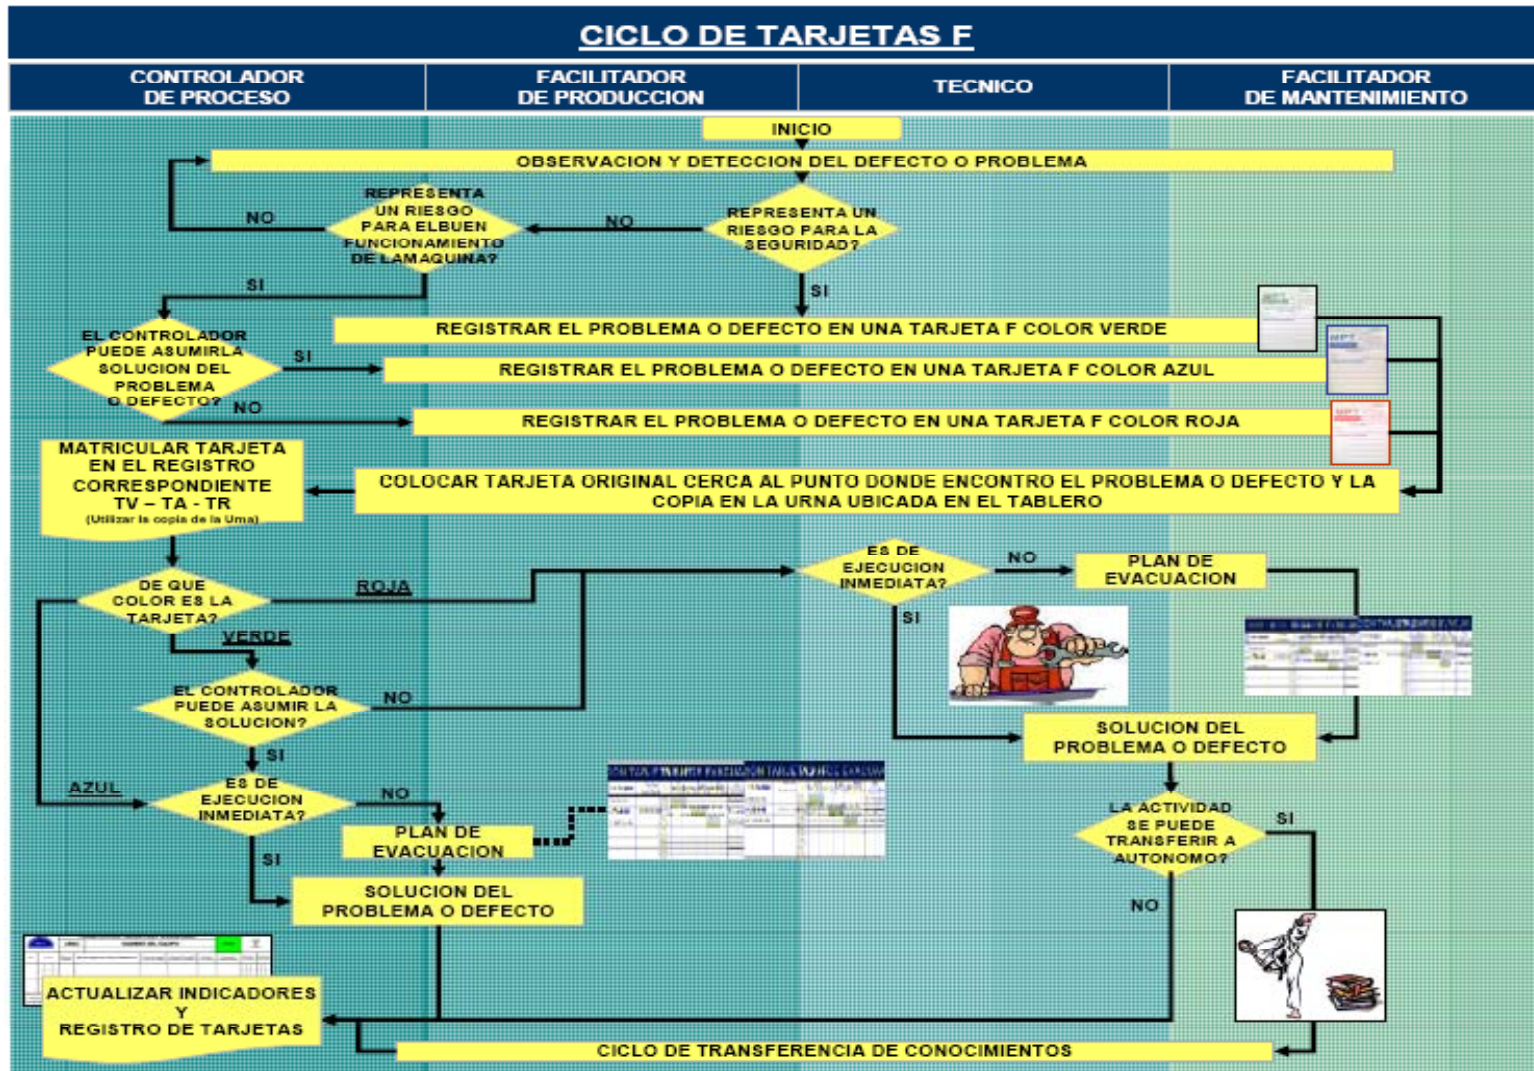 CICLO DE TARJETAS F
CONTROLADOR
DE PROCESO
FACILITADOR
DE PRODUCCION
TECNICO
FACILITADOR
DE MANTENIMIENTO
INICIO
OBSERVACION Y DETECCION DEL DEFECTO O PROBLEMA
REPRESENTA
UN RIESGO
PARA ELBUEN
FUNCIONAMIENTO
DE LAMAQUINA?
NO
NO
REPRESENTA UN
RIESGO PARA LA
SEGURIDAD?
SI
SI
EL CONTROLADOR
PUEDE ASUMIRLA
SOLUCION DEL
PROBLEMA
O DEFECTO?
SI
NO
REGISTRAR EL PROBLEMA O DEFECTO EN UNA TARJETA F COLOR VERDE
REGISTRAR EL PROBLEMA O DEFECTO EN UNA TARJETA F COLOR AZUL
REGISTRAR EL PROBLEMA O DEFECTO EN UNA TARJETA F COLOR ROJA
MATRICULAR TARJETA
EN EL REGISTRO
CORRESPONDIENTE
TV – TA - TR
(Utilizar la copia de la Urna)
COLOCAR TARJETA ORIGINAL CERCA AL PUNTO DONDE ENCONTRO EL PROBLEMA O DEFECTO Y LA
COPIA EN LA URNA UBICADA EN EL TABLERO
DE QUE
COLOR ES LA
TARJETA?
ROJA
VERDE
AZUL
ES DE
EJECUCION
INMEDIATA?
NO
SI
PLAN DE
EVACUACION
EL CONTROLADOR
PUEDE ASUMIR LA
SOLUCION?
NO
SI
SOLUCION DEL
PROBLEMA O DEFECTO
ES DE
EJECUCION
INMEDIATA?
NO
SI
PLAN DE
EVACUACION
SOLUCION DEL
PROBLEMA O DEFECTO
LA ACTIVIDAD
SE PUEDE
TRANSFERIR A
AUTONOMO?
SI
NO
ACTUALIZAR INDICADORES
Y
REGISTRO DE TARJETAS
CICLO DE TRANSFERENCIA DE CONOCIMIENTOS